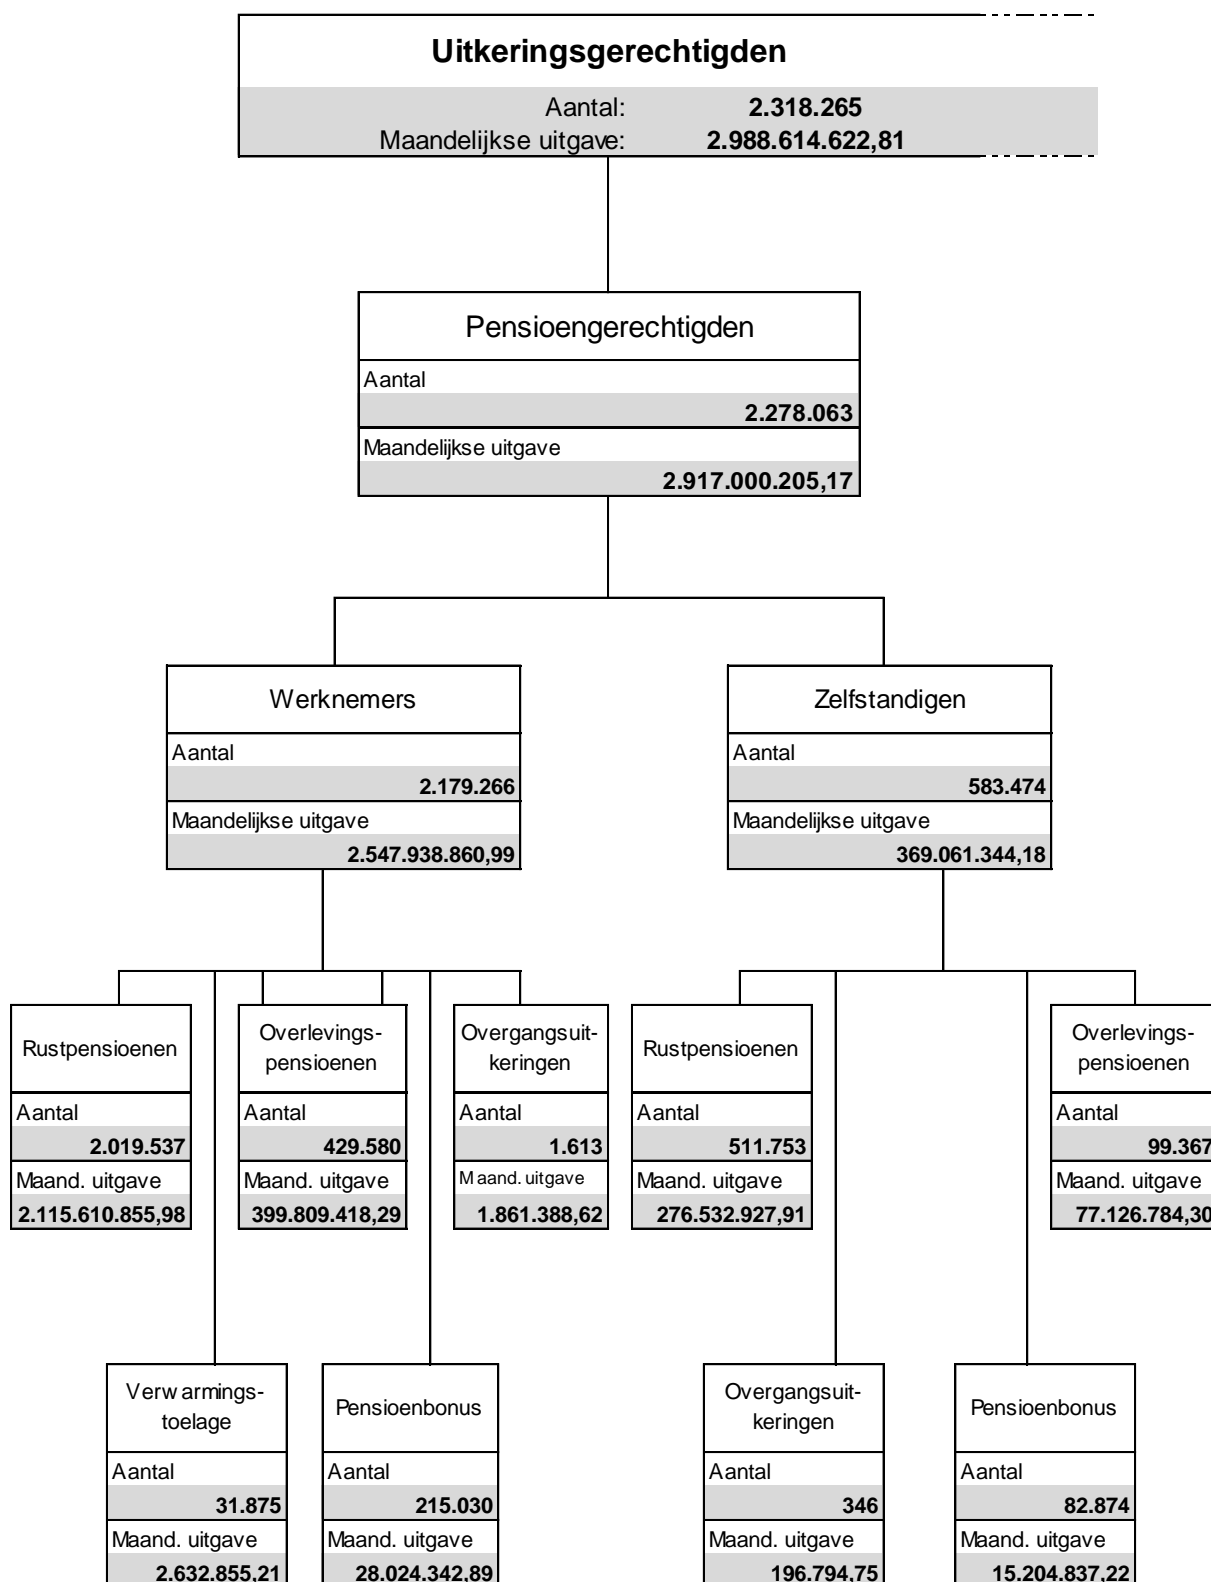 Uitkeringsgerechtigden
Aantal: 2.318.265
Maandelijkse uitgave: 2.988.614.622,81
Pensioengerechtigden
Aantal
2.278.063
Maandelijkse uitgave
2.917.000.205,17
Werknemers
Aantal
2.179.266
Maandelijkse uitgave
2.547.938.860,99
Zelfstandigen
Aantal
583.474
Maandelijkse uitgave
369.061.344,18
Rustpensioenen
Aantal
2.019.537
Maand. uitgave
2.115.610.855,98
Overlevings-
pensioenen
Aantal
429.580
Maand. uitgave
399.809.418,29
Overgangsuit-
keringen
Aantal
1.613
Maand. uitgave
1.861.388,62
Rustpensioenen
Aantal
511.753
Maand. uitgave
276.532.927,91
Overlevings-
pensioenen
Aantal
99.367
Maand. uitgave
77.126.784,30
Verwarmings-
toelage
Aantal
31.875
Maand. uitgave
2.632.855,21
Pensioenbonus
Aantal
215.030
Maand. uitgave
28.024.342,89
Overgangsuit-
keringen
Aantal
346
Maand. uitgave
196.794,75
Pensioenbonus
Aantal
82.874
Maand. uitgave
15.204.837,22